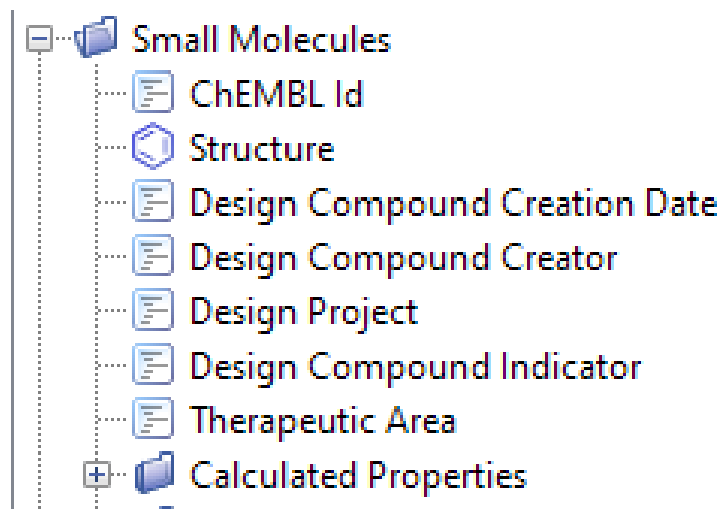 Small Molecules
ChEMBL Id
Structure
Design Compound Creation Date
Design Compound Creator
Design Project
Design Compound Indicator
Therapeutic Area
Calculated Properties